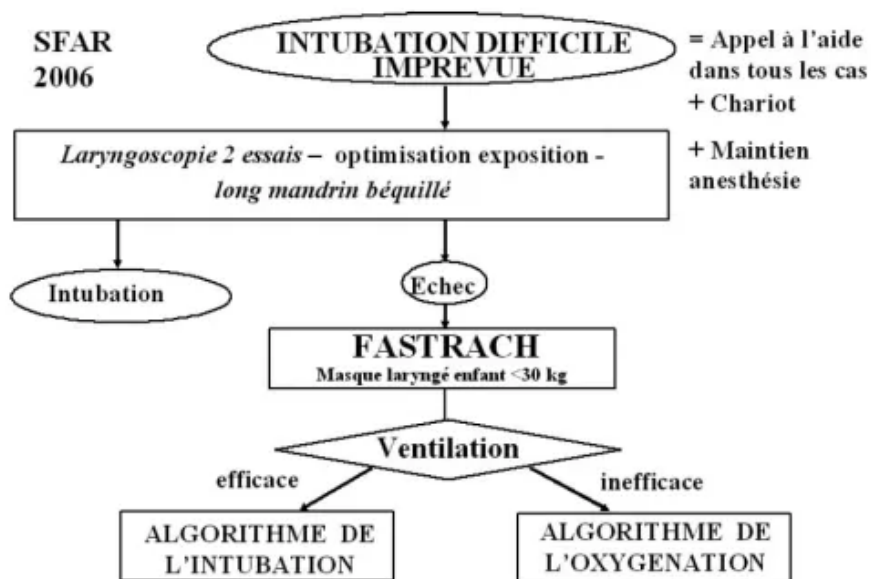 SFAR
2006
INTUBATION DIFFICILE
IMPREVUE
= Appel à l'aide
dans tous les cas
+ Chariot
+ Maintien
anesthésie
Laryngoscopie 2 essais – optimisation exposition -
long mandrin béquillé
Intubation
Echec
FASTRACH
Masque laryngé enfant <30 kg
Ventilation
efficace
inefficace
ALGORITHME DE
L'INTUBATION
ALGORITHME DE
L'OXYGENATION